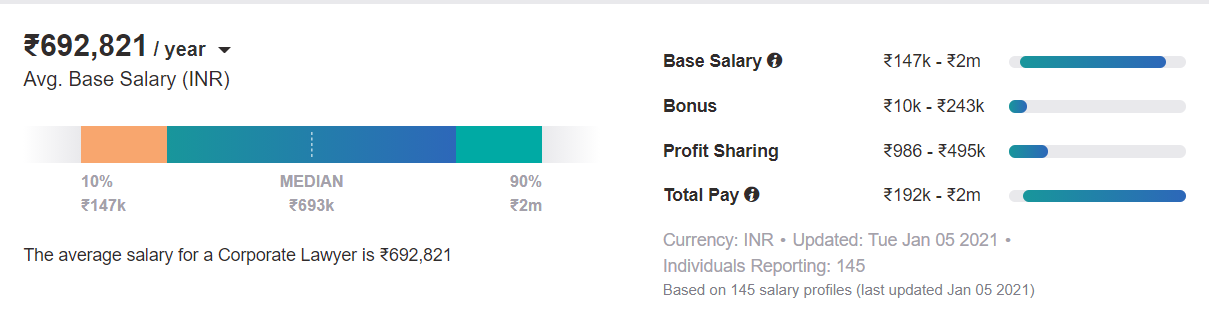 ₹692,821 / year
Avg. Base Salary (INR)
10% MEDIAN 90%
₹147k ₹693k ₹2m
The average salary for a Corporate Lawyer is ₹692,821
Base Salary ₹147k - ₹2m
Bonus ₹10k - ₹243k
Profit Sharing ₹986 - ₹495k
Total Pay ₹192k - ₹2m
Currency: INR • Updated: Tue Jan 05 2021 •
Individuals Reporting: 145
Based on 145 salary profiles (last updated Jan 05 2021)